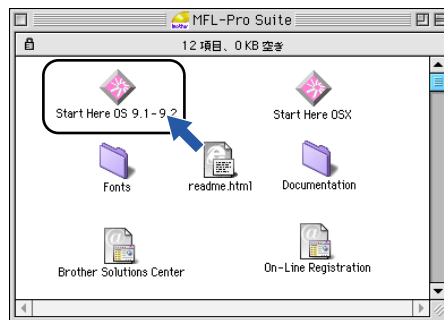 MFL-Pro Suite
12 項目、0 KB 空き
Start Here OS 9.1-9.2
Start Here OSX
Fonts
readme.html
Documentation
Brother Solutions Center
On-Line Registration